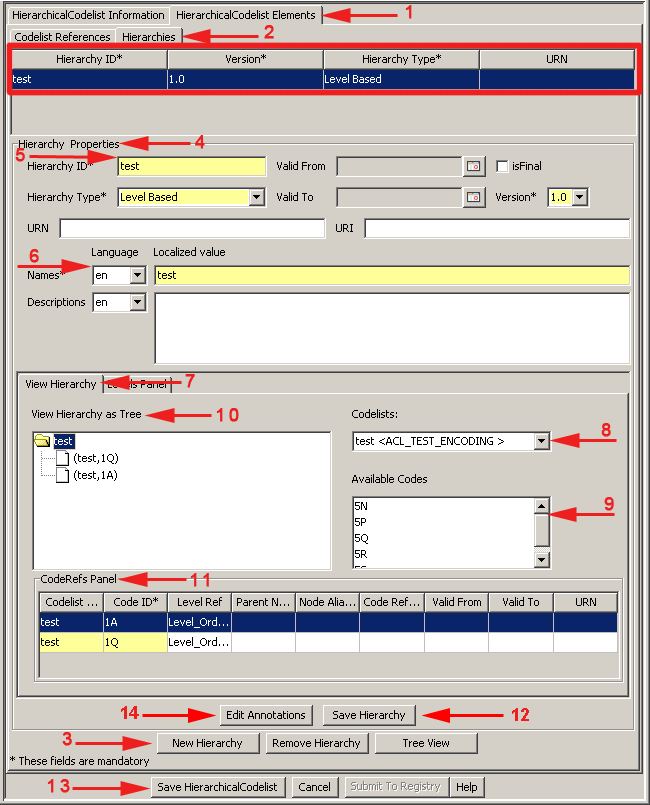 HierarchicalCodelist Information HierarchicalCodelist Elements 1
Codelist References Hierarchies 2
Hierarchy ID* Version* Hierarchy Type* URN
test 1.0 Level Based
Hierarchy Properties 4
5
Hierarchy ID* test Valid From isFinal
Hierarchy Type* Level Based Valid To Version* 1.0
URN URI
6 Language Localized value
Names* en test
Descriptions en
View Hierarchy Levels Panel 7
View Hierarchy as Tree 10 Codelists:
test test <ACL_TEST_ENCODING > 8
(test,1Q)
(test,1A) Available Codes
5N 9
5P
5Q
5R
CodeRefs Panel 11
Codelist ... Code ID* Level Ref Parent N... Node Alia... Code Ref... Valid From Valid To URN
test 1A Level_Ord...
test 1Q Level_Ord...
14 Edit Annotations Save Hierarchy 12
3 New Hierarchy Remove Hierarchy Tree View
* These fields are mandatory
13 Save HierarchicalCodelist Cancel Submit To Registry Help